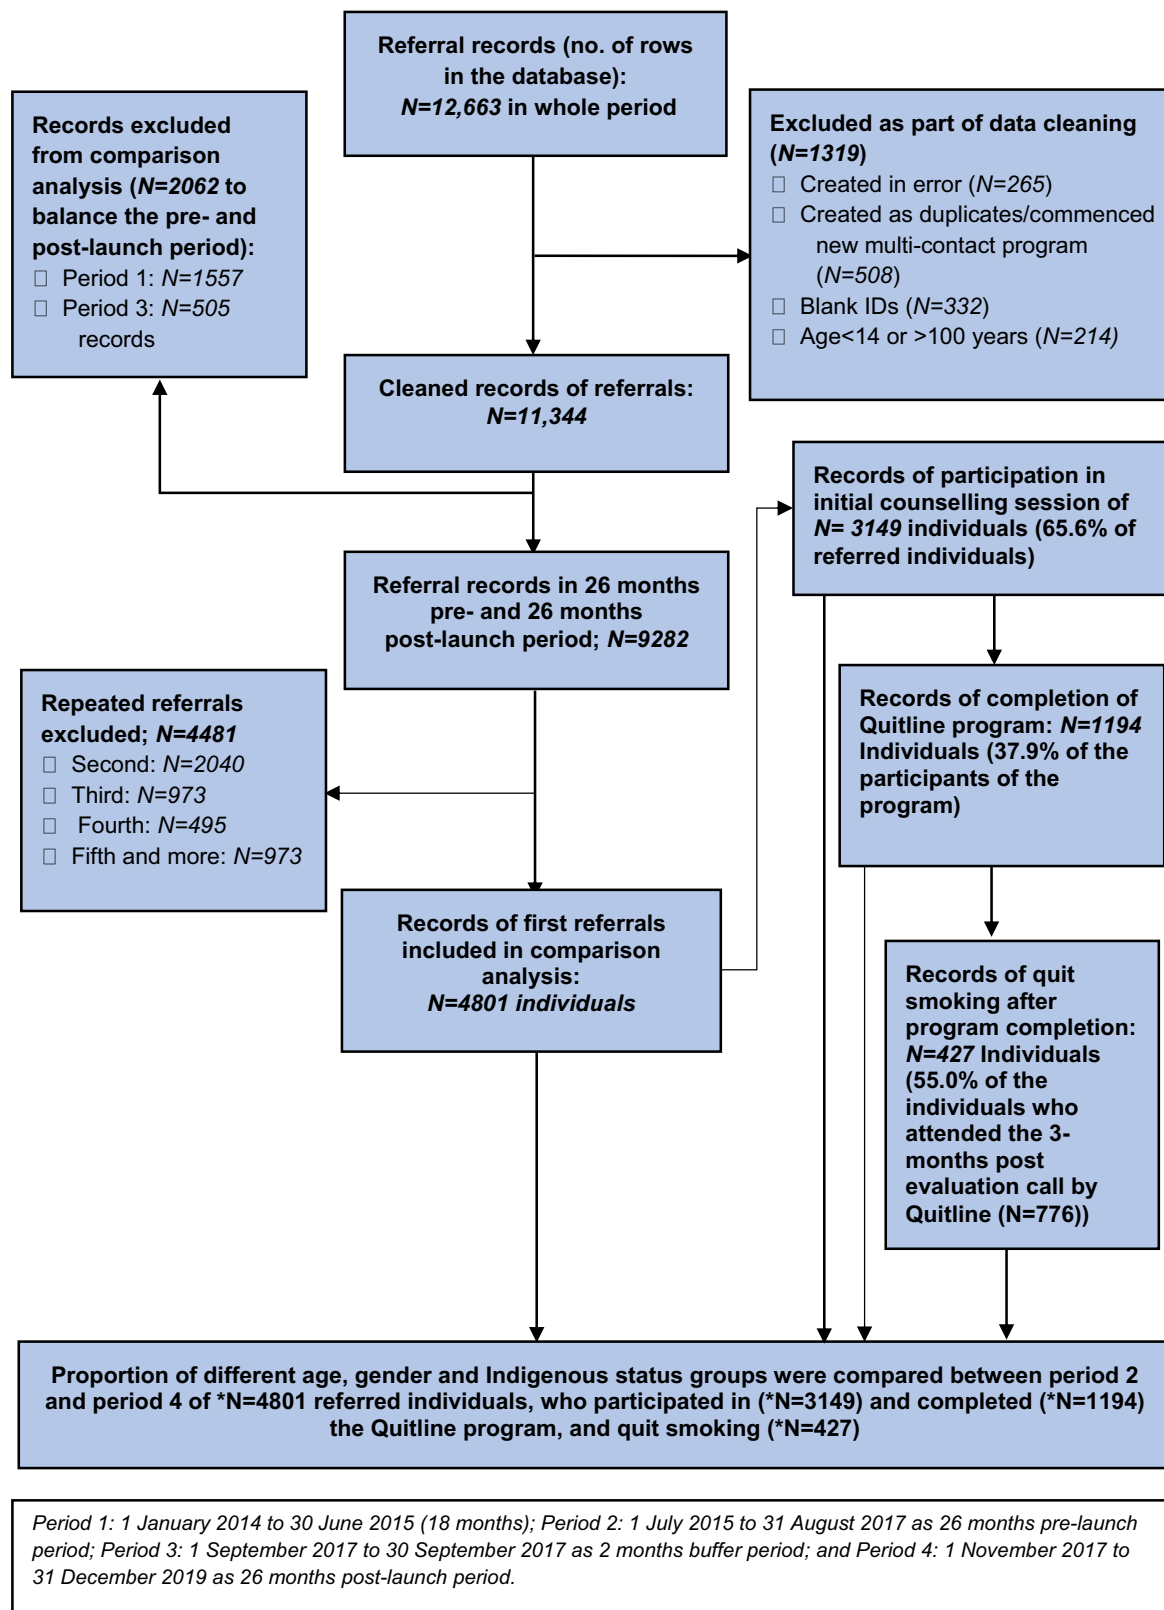 Referral records (no. of rows
in the database):
N=12,663 in whole period
Records excluded
from comparison
analysis (N=2062 to
balance the pre- and
post-launch period):
Period 1: N=1557
Period 3: N=505
records
Excluded as part of data cleaning
(N=1319)
Created in error (N=265)
Created as duplicates/commenced
new multi-contact program
(N=508)
Blank IDs (N=332)
Age<14 or >100 years (N=214)
Cleaned records of referrals:
N=11,344
Records of participation in
initial counselling session of
N= 3149 individuals (65.6% of
referred individuals)
Referral records in 26 months
pre- and 26 months
post-launch period; N=9282
Repeated referrals
excluded; N=4481
Second: N=2040
Third: N=973
Fourth: N=495
Fifth and more: N=973
Records of completion of
Quitline program: N=1194
Individuals (37.9% of the
participants of the
program)
Records of first referrals
included in comparison
analysis:
N=4801 individuals
Records of quit
smoking after
program completion:
N=427 Individuals
(55.0% of the
individuals who
attended the 3-
months post
evaluation call by
Quitline (N=776))
Proportion of different age, gender and Indigenous status groups were compared between period 2
and period 4 of *N=4801 referred individuals, who participated in (*N=3149) and completed (*N=1194)
the Quitline program, and quit smoking (*N=427)
Period 1: 1 January 2014 to 30 June 2015 (18 months); Period 2: 1 July 2015 to 31 August 2017 as 26 months pre-launch
period; Period 3: 1 September 2017 to 30 September 2017 as 2 months buffer period; and Period 4: 1 November 2017 to
31 December 2019 as 26 months post-launch period.